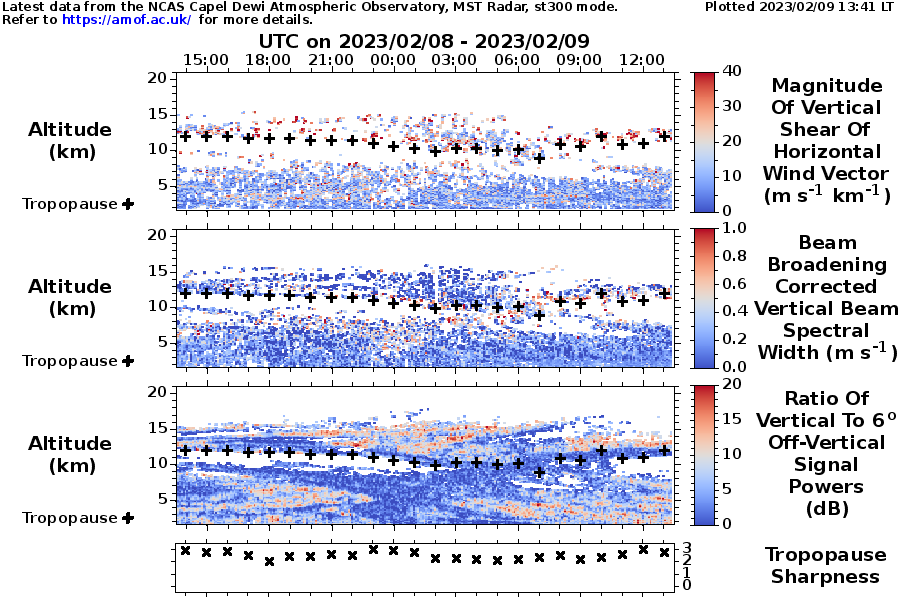 Latest data from the NCAS Capel Dewi Atmospheric Observatory, MST Radar, st300 mode.
Plotted 2023/02/09 13:41 LT
Refer to https://amof.ac.uk/ for more details.
UTC on 2023/02/08 - 2023/02/09
15:00 18:00 21:00 00:00 03:00 06:00 09:00 12:00
20
15
10
5
Altitude
(km)
Tropopause +
40
30
20
10
0
Magnitude
Of Vertical
Shear Of
Horizontal
Wind Vector
(m s-1 km-1)
20
15
10
5
Altitude
(km)
Tropopause +
1.0
0.8
0.6
0.4
0.2
0.0
Beam
Broadening
Corrected
Vertical Beam
Spectral
Width (m s-1)
20
15
10
5
Altitude
(km)
Tropopause +
20
15
10
5
0
Ratio Of
Vertical To 6o
Off-Vertical
Signal
Powers
(dB)
3
2
1
0
Tropopause
Sharpness